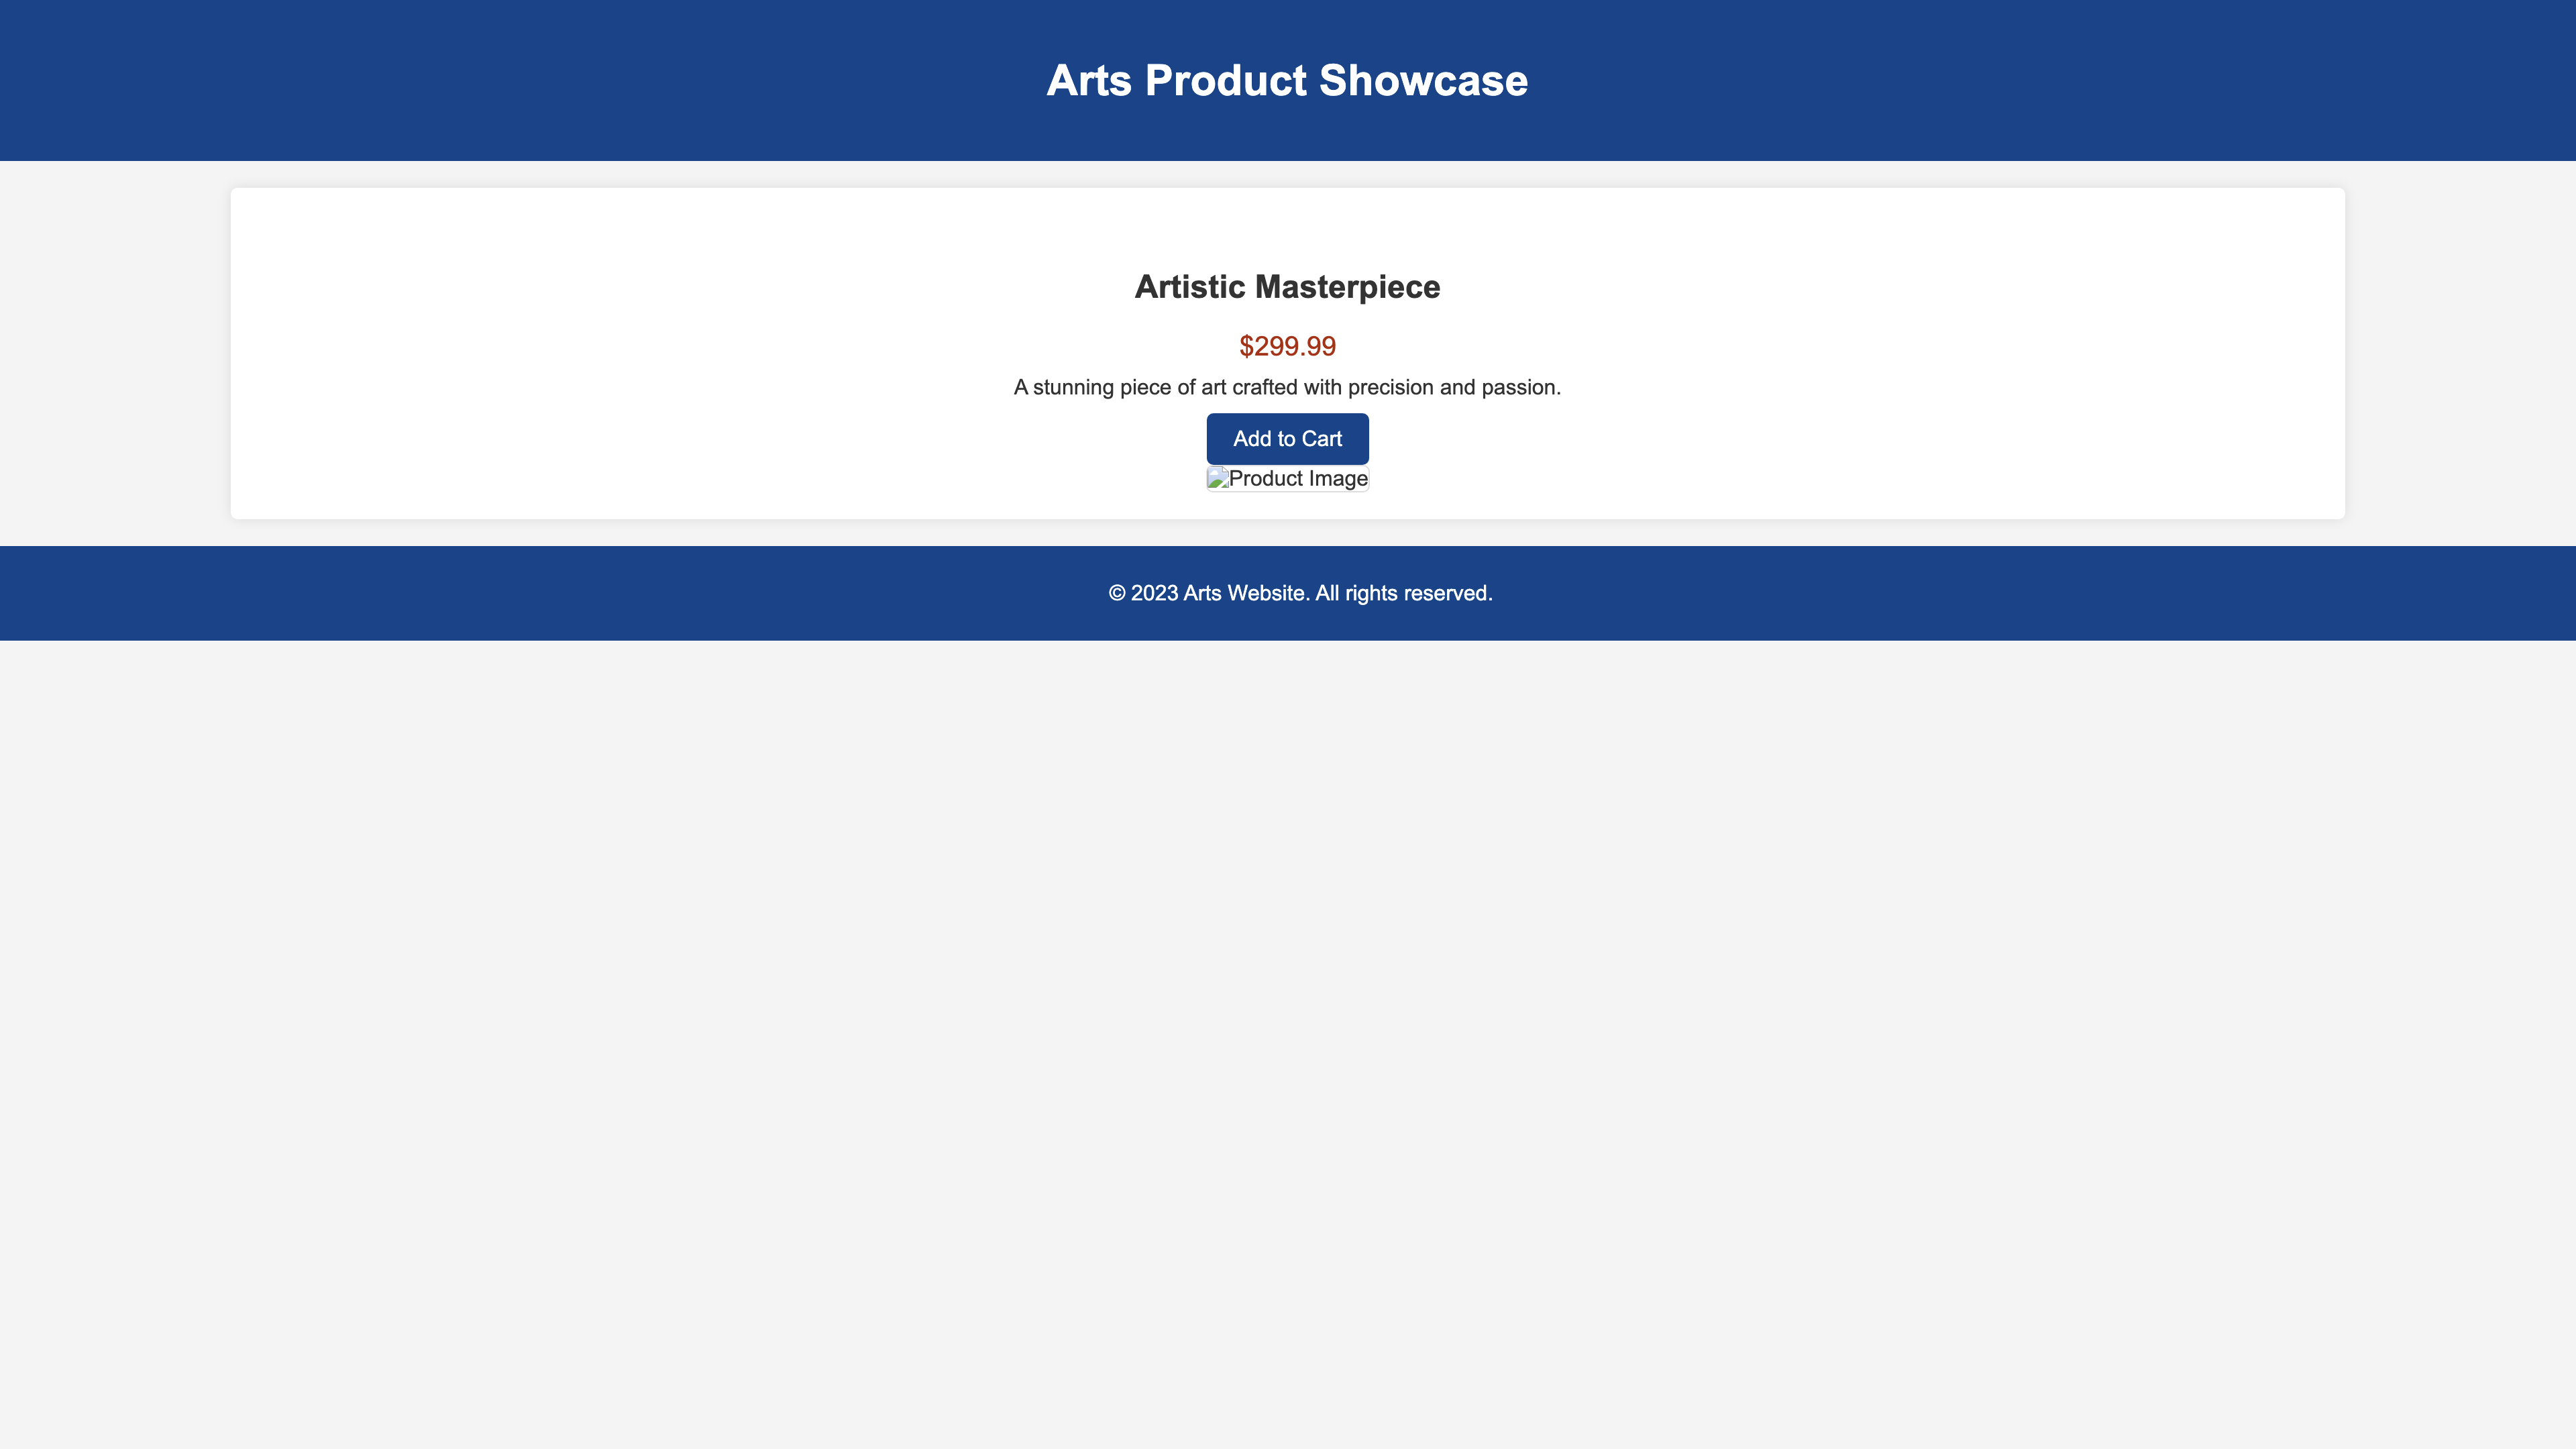 Arts Product Showcase
Artistic Masterpiece
$299.99
A stunning piece of art crafted with precision and passion.
Add to Cart
Product Image
© 2023 Arts Website. All rights reserved.